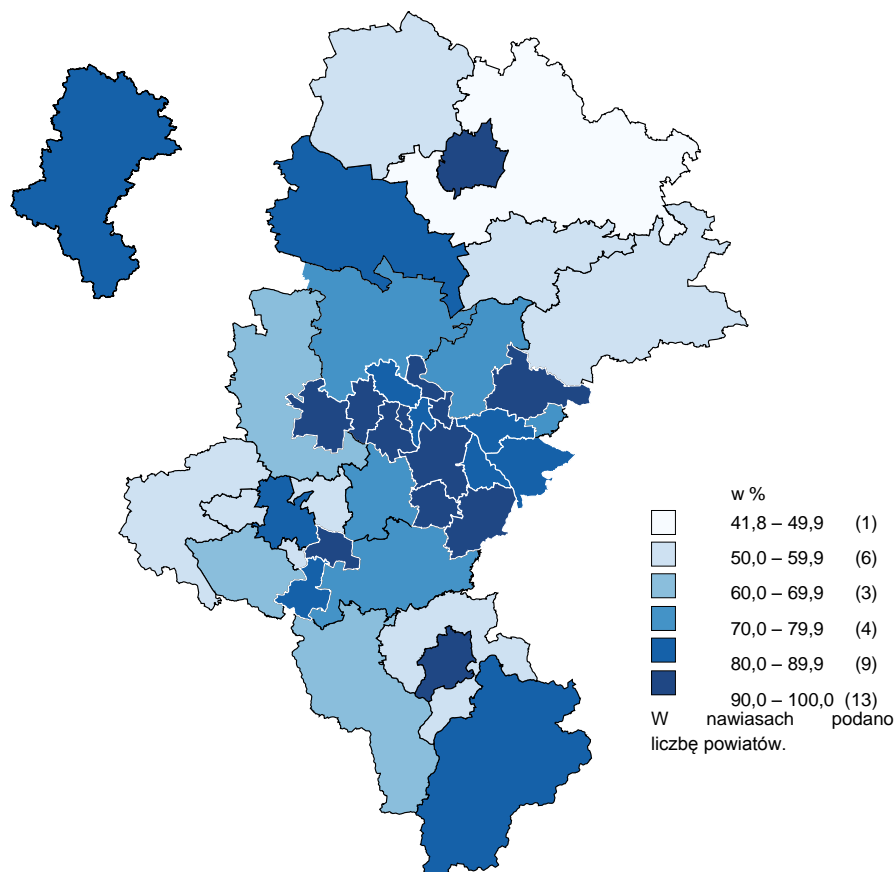 w %
41,8 – 49,9 (1)
50,0 – 59,9 (6)
60,0 – 69,9 (3)
70,0 – 79,9 (4)
80,0 – 89,9 (9)
90,0 – 100,0 (13)
W nawiasach podano
liczbę powiatów.